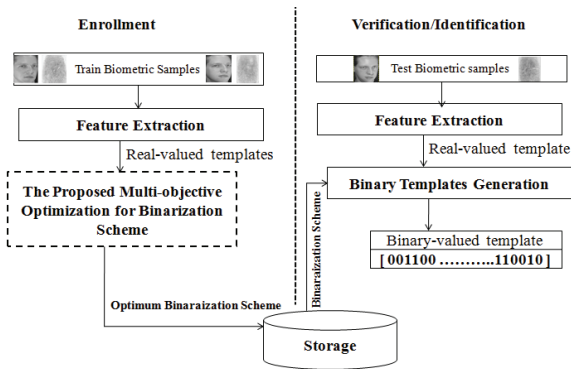 Enrollment
Train Biometric Samples
Feature Extraction
Real-valued templates
The Proposed Multi-objective
Optimization for Binarization
Scheme
Optimum Binaraization Scheme
Storage
Verification/Identification
Test Biometric samples
Feature Extraction
Real-valued template
Binary Templates Generation
Binaraization Scheme
Binary-valued template
[ 001100 ...........110010 ]